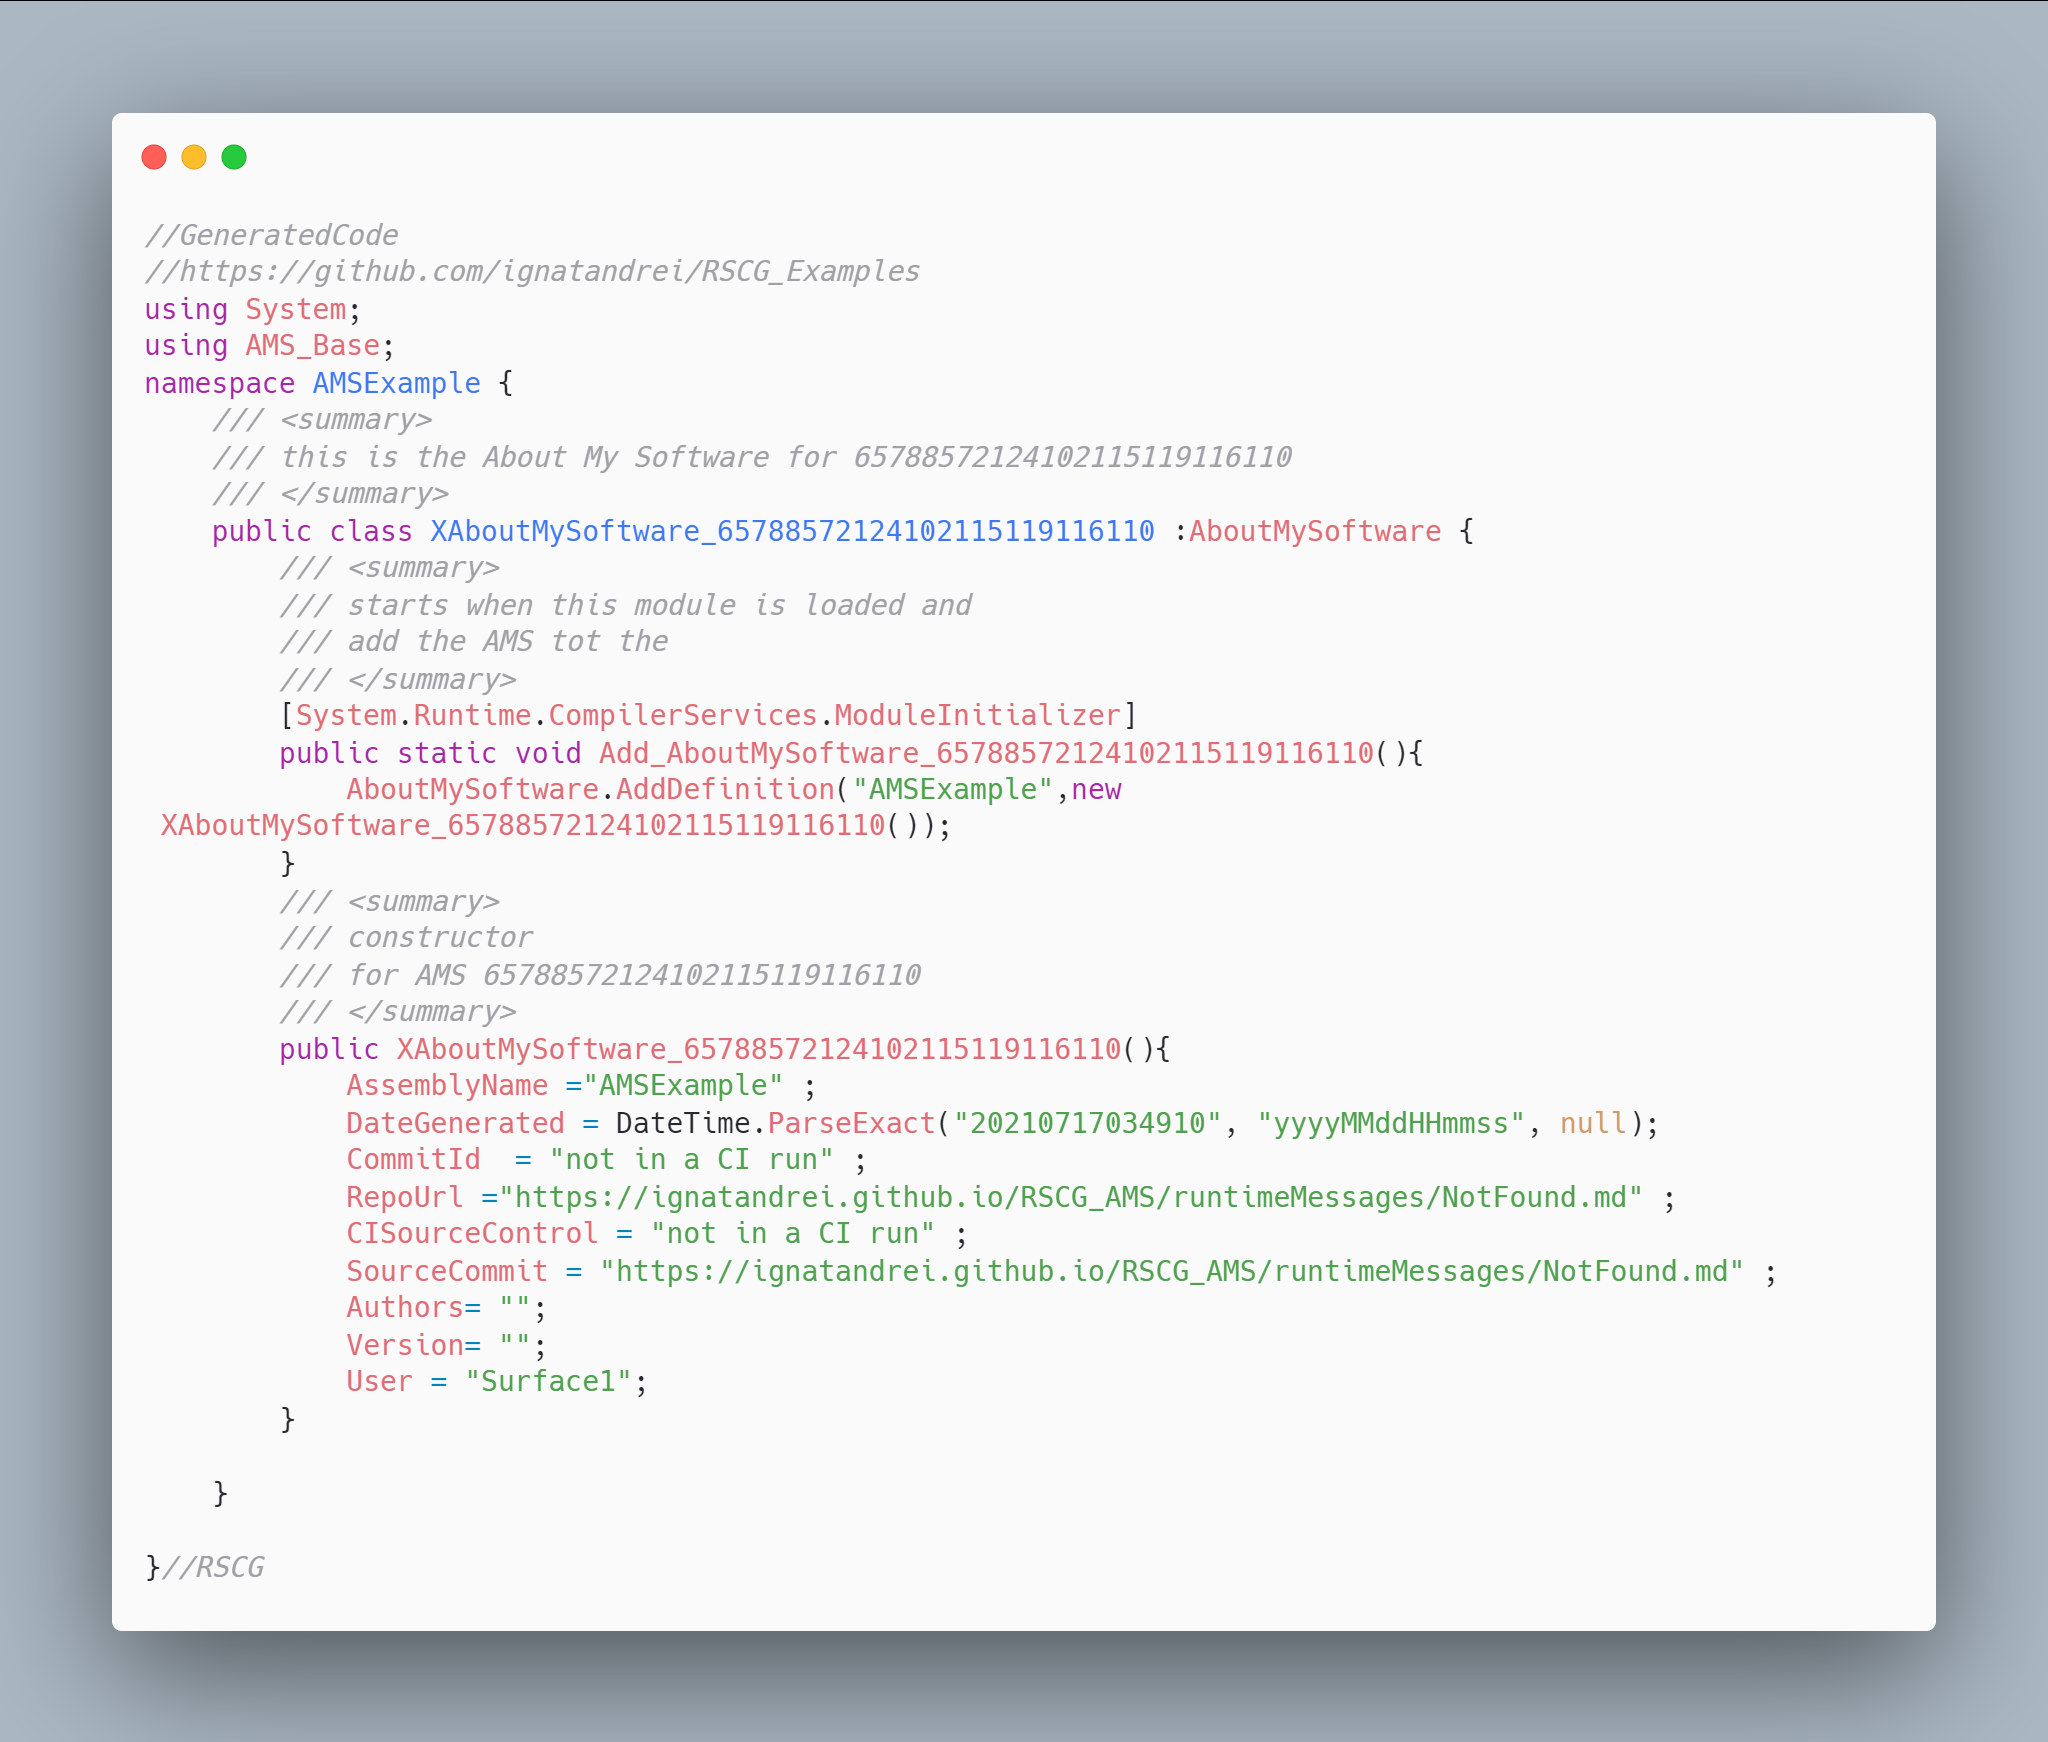 //GeneratedCode
//https://github.com/ignatandrei/RSCG_Examples
using System;
using AMS_Base;
namespace AMSExample {
    /// <summary>
    /// this is the About My Software for 65788572124102115119116110
    /// </summary>
    public class XAboutMySoftware_65788572124102115119116110 :AboutMySoftware {
        /// <summary>
        /// starts when this module is loaded and
        /// add the AMS tot the
        /// </summary>
        [System.Runtime.CompilerServices.ModuleInitializer]
        public static void Add_AboutMySoftware_65788572124102115119116110(){
            AboutMySoftware.AddDefinition("AMSExample",new
 XAboutMySoftware_65788572124102115119116110());
        }
        /// <summary>
        /// constructor
        /// for AMS 65788572124102115119116110
        /// </summary>
        public XAboutMySoftware_65788572124102115119116110(){
            AssemblyName ="AMSExample" ;
            DateGenerated = DateTime.ParseExact("20210717034910", "yyyyMMddHHmmss", null);
            CommitId  = "not in a CI run" ;
            RepoUrl ="https://ignatandrei.github.io/RSCG_AMS/runtimeMessages/NotFound.md" ;
            CISourceControl = "not in a CI run" ;
            SourceCommit = "https://ignatandrei.github.io/RSCG_AMS/runtimeMessages/NotFound.md" ;
            Authors= "";
            Version= "";
            User = "Surface1";
        }
    }
}//RSCG